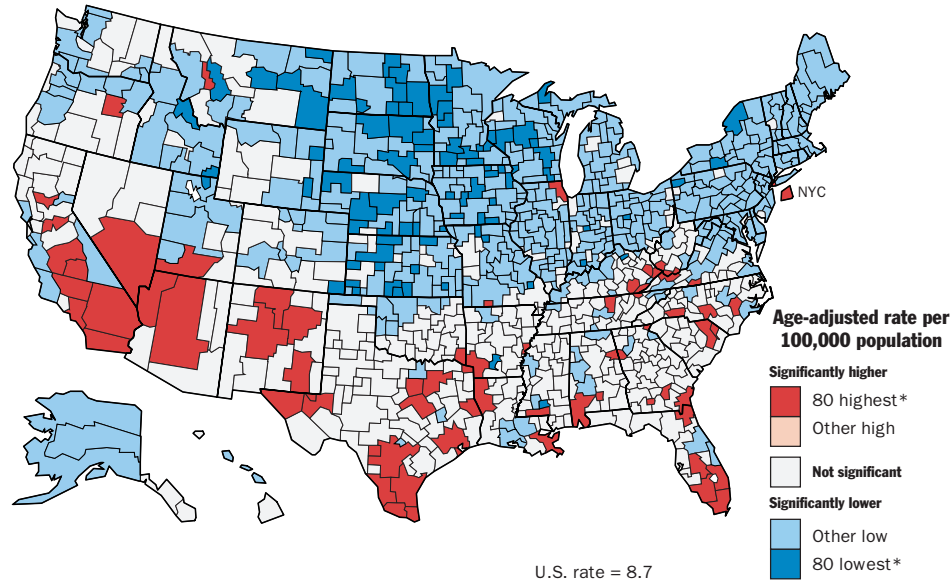 NYC
Age-adjusted rate per
100,000 population
Significantly higher
80 highest*
Other high
Not significant
Significantly lower
Other low
80 lowest*
U.S. rate = 8.7